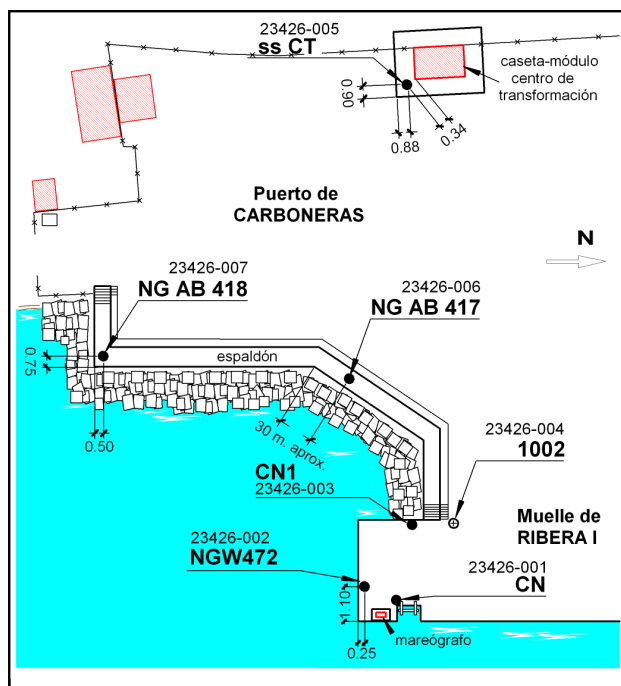 23426-005
ss CT
caseta-módulo
centro de
transformación
0.90
0.88
0.34
Puerto de
CARBONERAS
N
23426-007
NG AB 418
23426-006
NG AB 417
espaldón
0.75
0.50
30 m. aprox.
23426-004
1002
CN1
23426-003
Muelle de
RIBERA I
23426-002
NGW472
23426-001
CN
1.10
mareógrafo
0.25